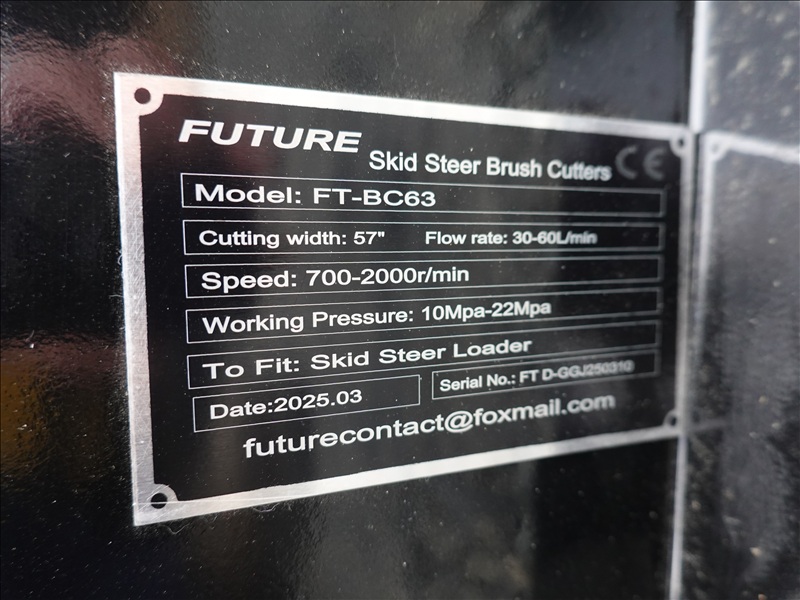 FUTURE Skid Steer Brush Cutters CE
Model: FT-BC63
Cutting width: 57" Flow rate: 30-60L/min
Speed: 700-2000r/min
Working Pressure: 10Mpa-22Mpa
To Fit: Skid Steer Loader
Date:2025.03 Serial No.: FT D-GGJ250310
futurecontact@foxmail.com